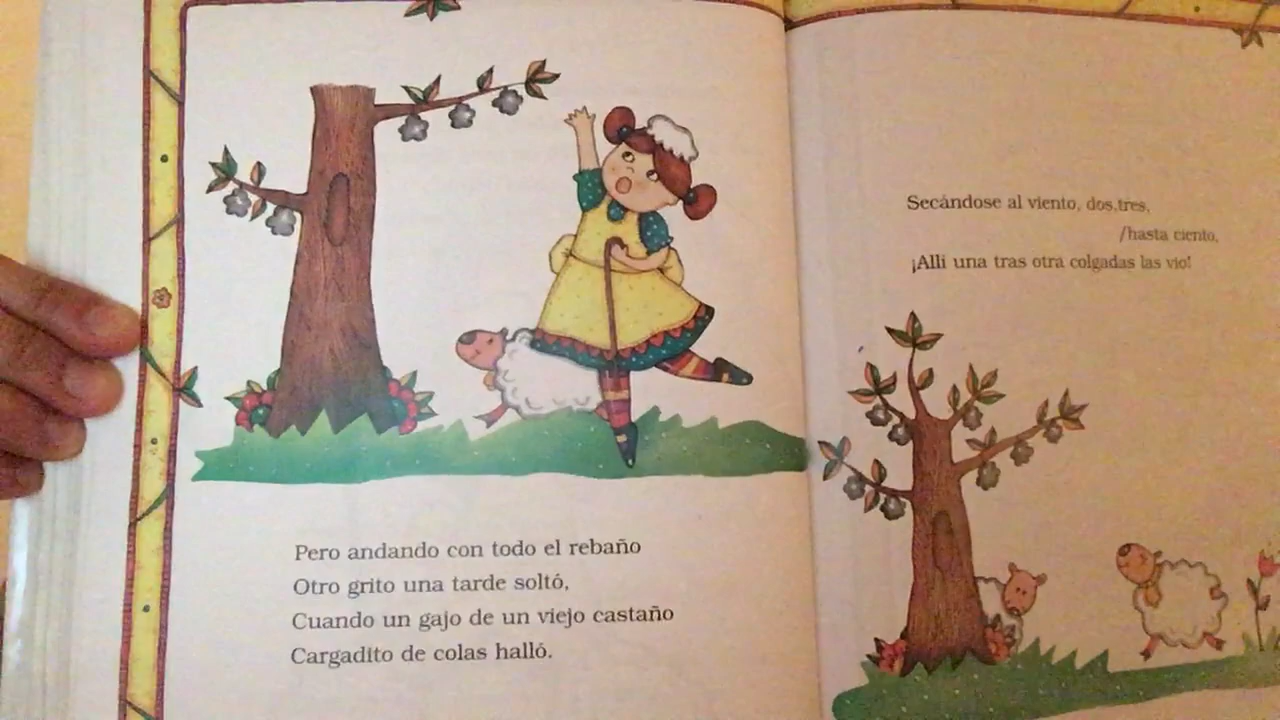 Pero andando con todo el rebaño
Otro grito una tarde soltó,
Cuando un gajo de un viejo castaño
Cargadito de colas halló.
Secándose al viento, dos,tres,
/hasta ciento,
¡Alli una tras otra colgadas las vio!